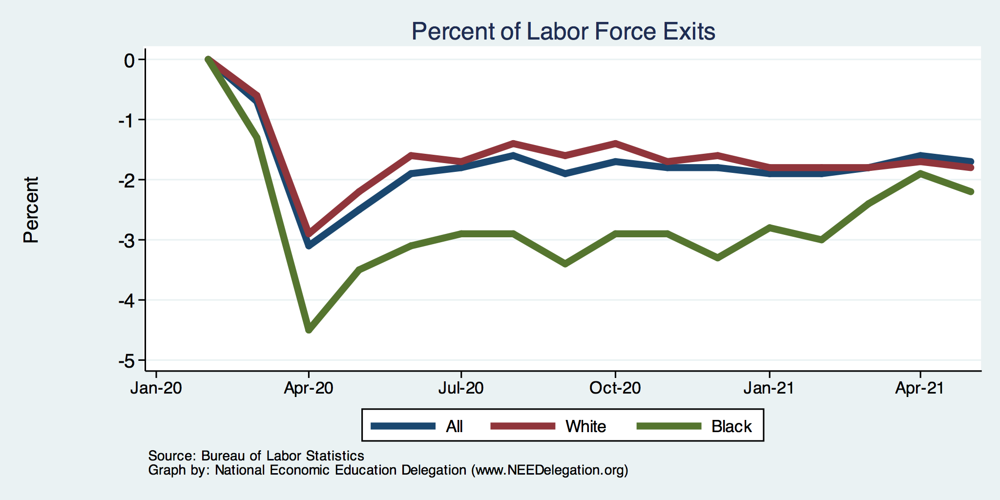 Percent of Labor Force Exits
Percent
0
-1
-2
-3
-4
-5
Jan-20 Apr-20 Jul-20 Oct-20 Jan-21 Apr-21
All White Black
Source: Bureau of Labor Statistics
Graph by: National Economic Education Delegation (www.NEEDelegation.org)